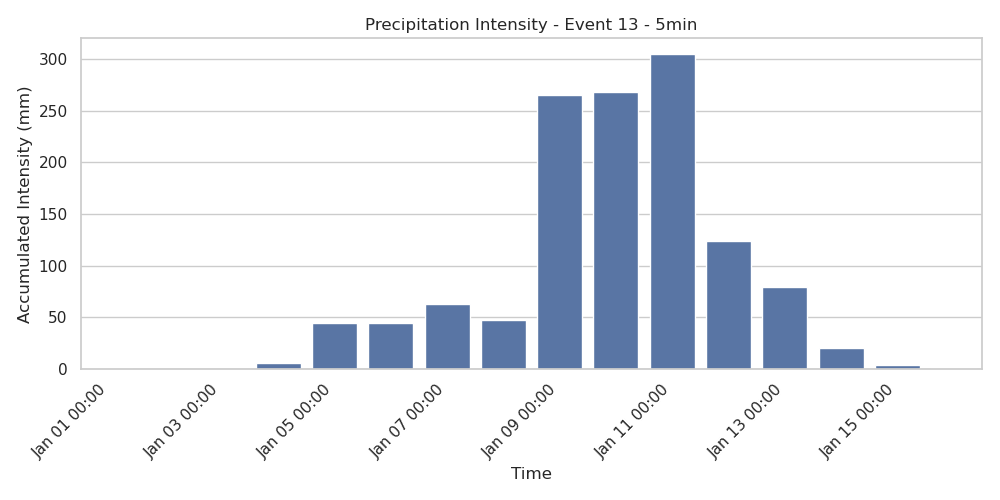 Precipitation Intensity - Event 13 - 5min
Accumulated Intensity (mm)
300
250
200
150
100
50
0
Jan 01 00:00
Jan 03 00:00
Jan 05 00:00
Jan 07 00:00
Jan 09 00:00
Jan 11 00:00
Jan 13 00:00
Jan 15 00:00
Time